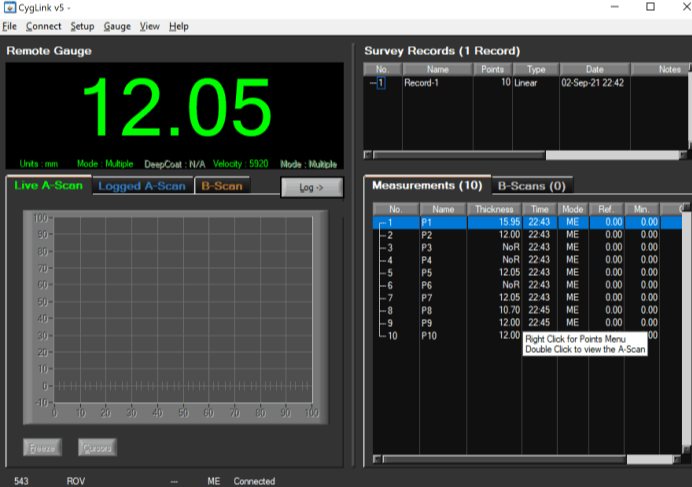 CygLink v5 -
File Connect Setup Gauge View Help
Remote Gauge
12.05
Units : mm Mode : Multiple DeepCoat : N/A Velocity : 5920 Mode : Multiple
Live A-Scan Logged A-Scan B-Scan Log ->
100
90
80
70
60
50
40
30
20
10
0
-10
0 10 20 30 40 50 60 70 80 90 100
Freeze Cursors
Survey Records (1 Record)
No. Name Points Type Date Notes
1 Record-1 10 Linear 02-Sep-21 22:42
Measurements (10) B-Scans (0)
No. Name Thickness Time Mode Ref. Min.
1 P1 15.95 22:43 ME 0.00 0.00
2 P2 12.00 22:43 ME 0.00 0.00
3 P3 NoR 22:43 ME 0.00 0.00
4 P4 NoR 22:43 ME 0.00 0.00
5 P5 12.05 22:43 ME 0.00 0.00
6 P6 NoR 22:43 ME 0.00 0.00
7 P7 12.05 22:43 ME 0.00 0.00
8 P8 10.70 22:45 ME 0.00 0.00
9 P9 12.00 22:45 ME 0.00 0.00
10 P10 12.00
Right Click for Points Menu
Double Click to view the A-Scan
543 ROV --- ME Connected